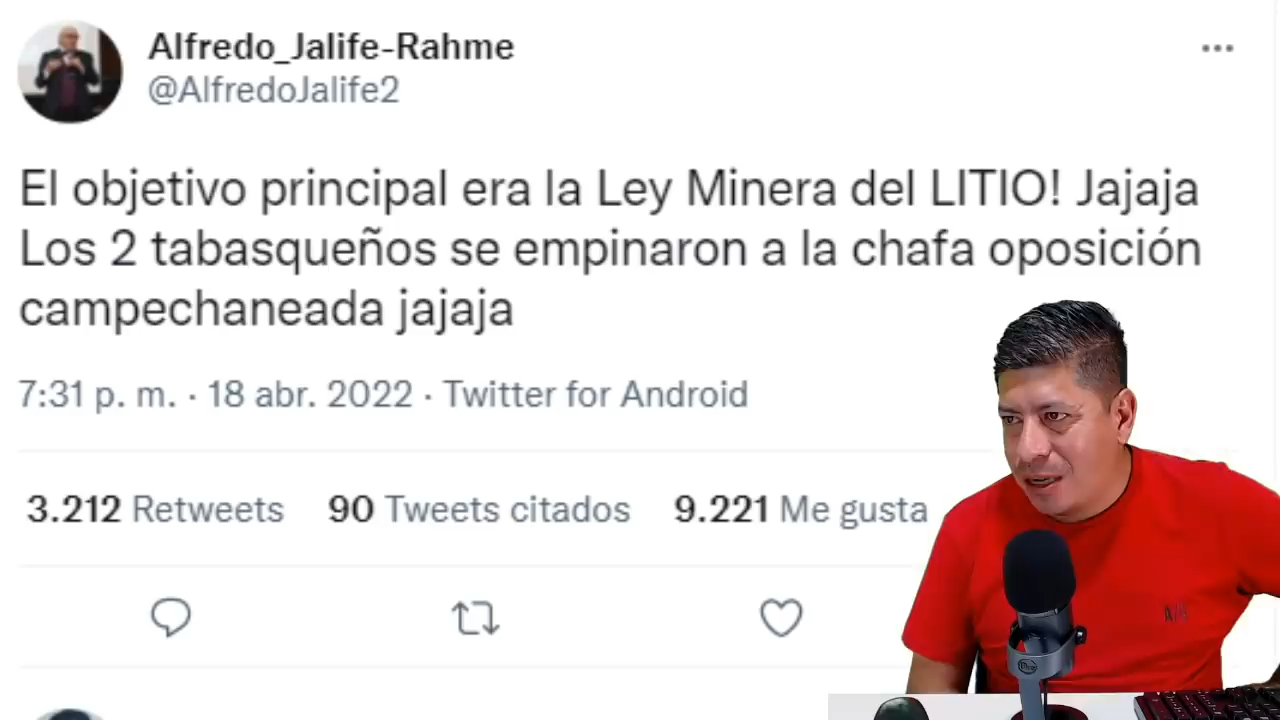 Alfredo_Jalife-Rahme
@AlfredoJalife2
El objetivo principal era la Ley Minera del LITIO! Jajaja
Los 2 tabasqueños se empinaron a la chafa oposición
campechaneada jajaja
7:31 p. m. · 18 abr. 2022 · Twitter for Android
3.212 Retweets 90 Tweets citados 9.221 Me gusta